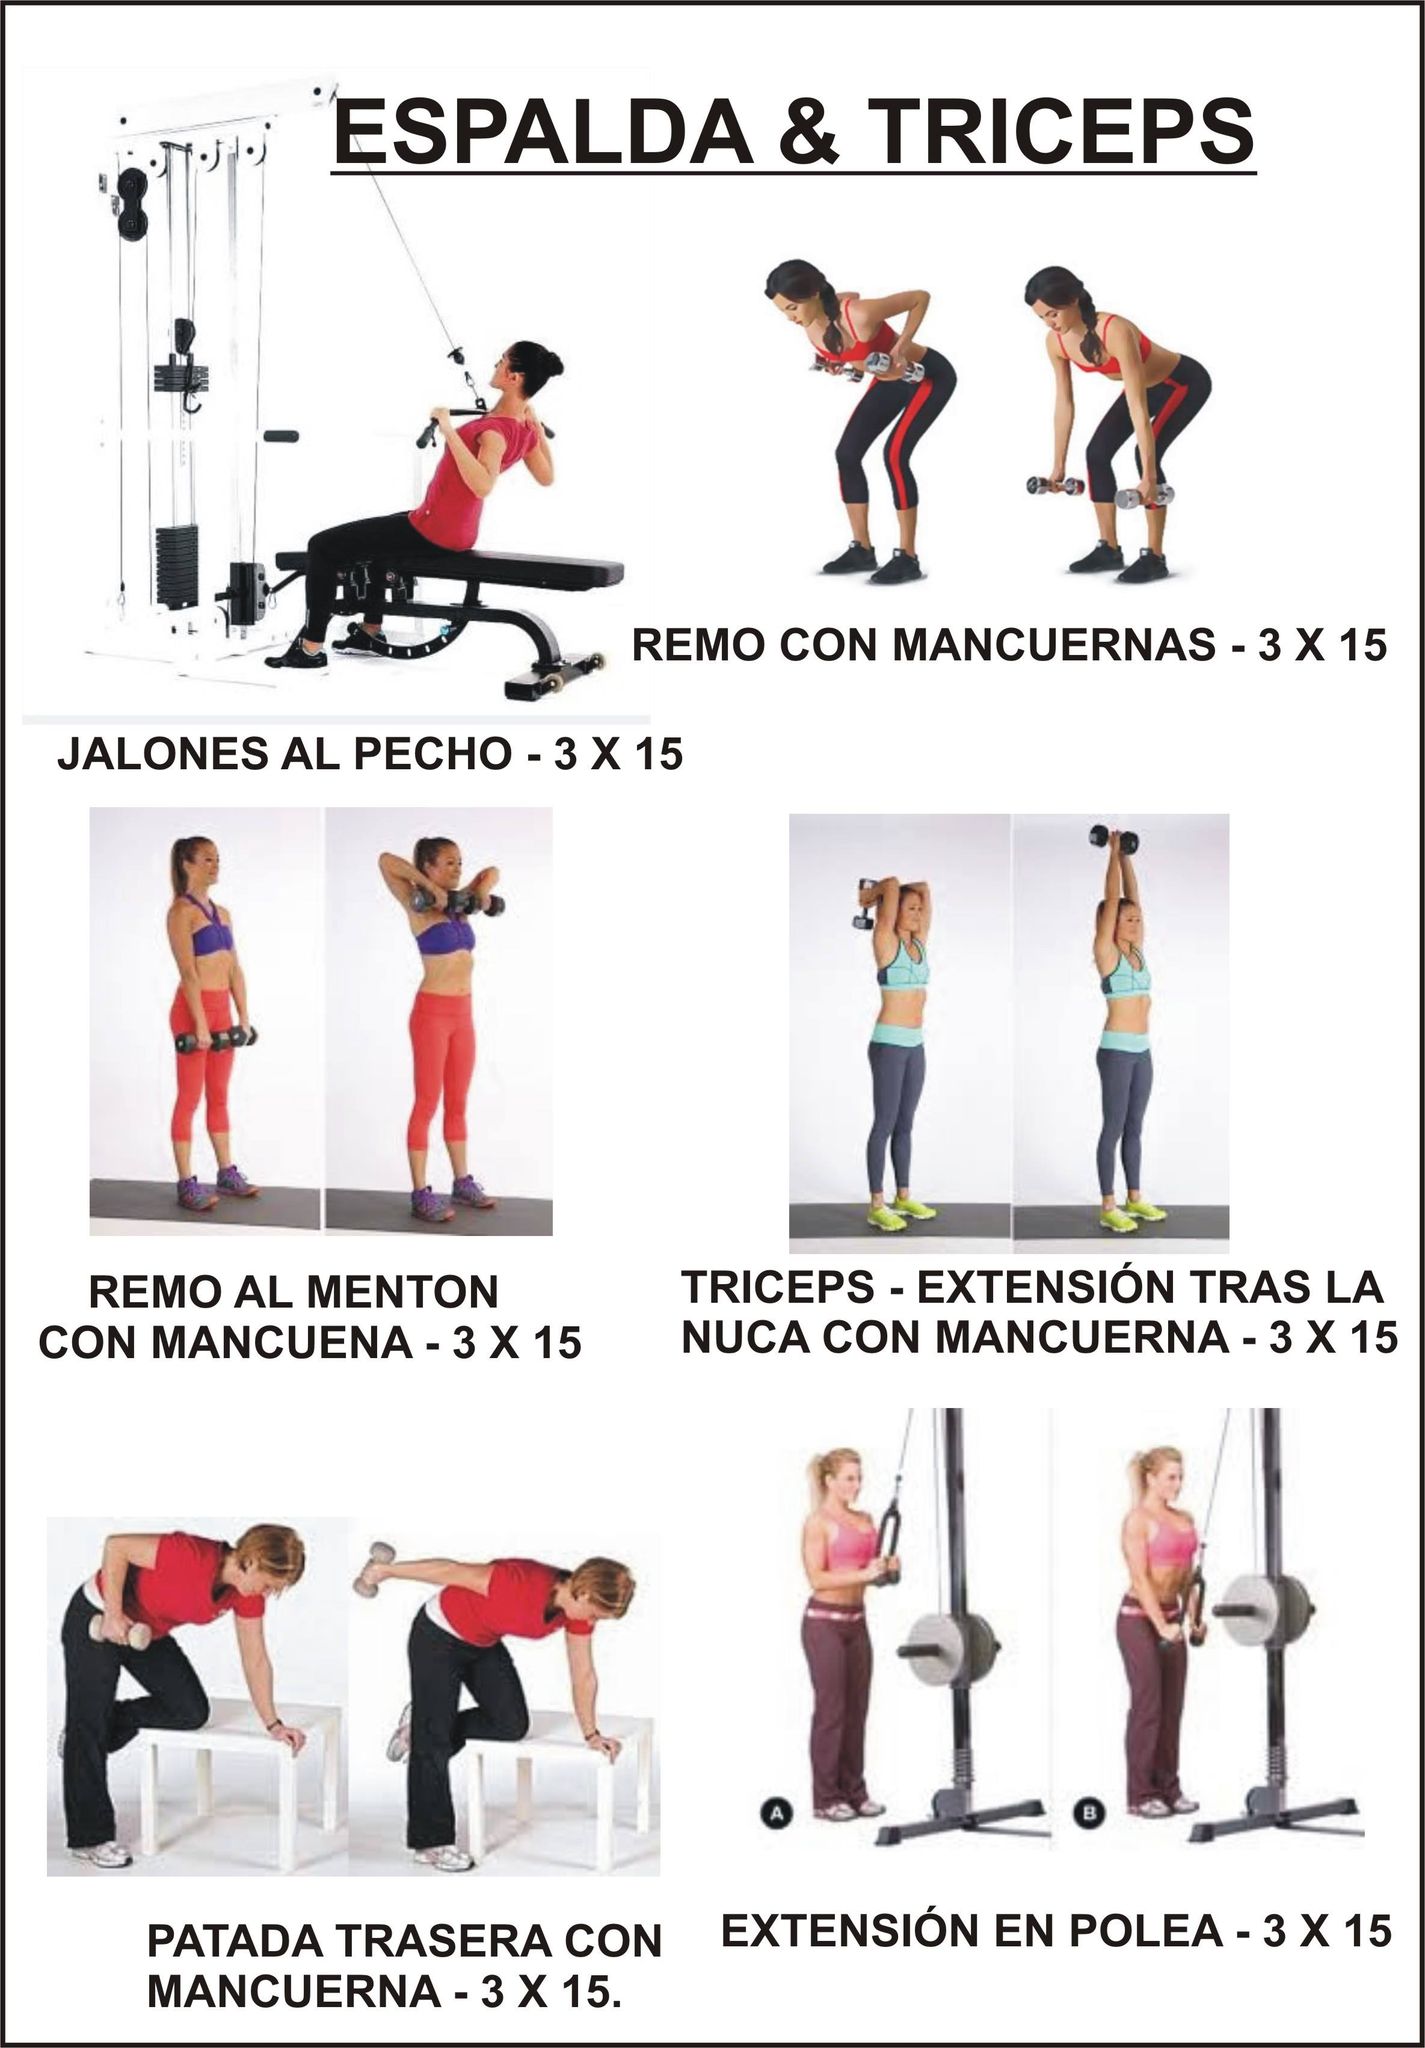 ESPALDA & TRICEPS
REMO CON MANCUERNAS - 3 X 15
JALONES AL PECHO - 3 X 15
REMO AL MENTON
CON MANCUENA - 3 X 15
TRICEPS - EXTENSIÓN TRAS LA
NUCA CON MANCUERNA - 3 X 15
A
B
PATADA TRASERA CON
MANCUERNA - 3 X 15.
EXTENSIÓN EN POLEA - 3 X 15